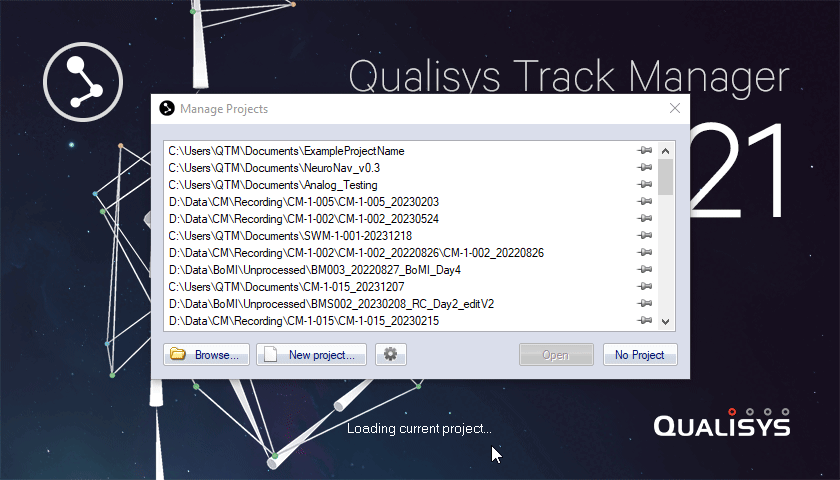 Qualisys Track Manager
21
Manage Projects
C:\Users\QTM\Documents\ExampleProjectName
C:\Users\QTM\Documents\NeuroNav_v0.3
C:\Users\QTM\Documents\Analog_Testing
D:\Data\CM\Recording\CM-1-005\CM-1-005_20230203
D:\Data\CM\Recording\CM-1-002\CM-1-002_20230524
C:\Users\QTM\Documents\SWM-1-001-20231218
D:\Data\CM\Recording\CM-1-002\CM-1-002_20220826\CM-1-002_20220826
D:\Data\BoMI\Unprocessed\BM003_20220827_BoMI_Day4
C:\Users\QTM\Documents\CM-1-015_20231207
D:\Data\BoMI\Unprocessed\BMS002_20230208_RC_Day2_editV2
D:\Data\CM\Recording\CM-1-015\CM-1-015_20230215
Browse... New project... Open No Project
Loading current project...
QUALISYS